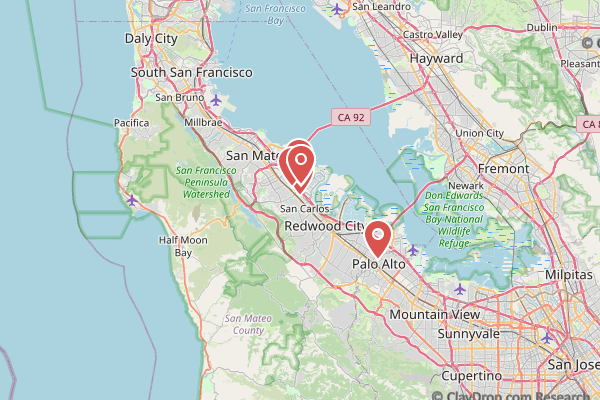 San Francisco
Bay
San Leandro
Daly City
Castro Valley
Dublin
©
Pleasant
South San Francisco
Hayward
San Bruno
CA 92
Pacifica
Millbrae
CA 8
Union City
San Mate
San Francisco
Peninsula
Watershed
Fremont
Newark
Don Edwards
San Francisco
Bay National
Wildlife
Refuge
San Carlos
Redwood City
Half Moon
Bay
Palo Alto
Milpitas
San Mateo
County
Mountain View
Sunnyvale
San Jose
Cupertino
© ClayDrop.com Research